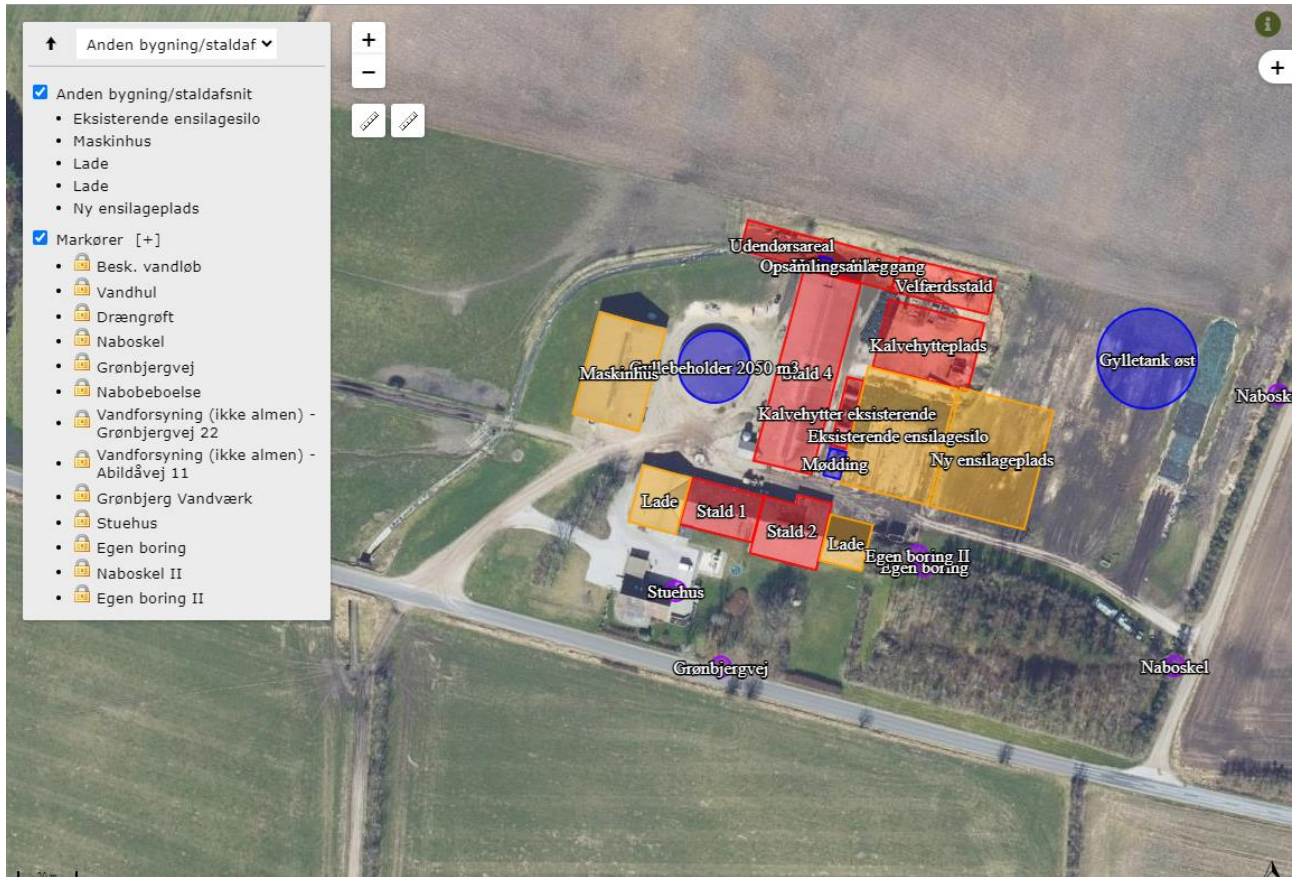 Anden bygning/staldaf
Anden bygning/staldafsnit
Eksisterende ensilagesilo
Maskinhus
Lade
Lade
Ny ensilageplads
Markører [+]
Besk. vandløb
Vandhul
Drængrøft
Naboskel
Grønbjergvej
Nabobeboelse
Vandforsyning (ikke almen) -
Grønbjergvej 22
Vandforsyning (ikke almen) -
Abildåvej 11
Grønbjerg Vandværk
Stuehus
Egen boring
Naboskel II
Egen boring II
+
−
i
+
Udendørsareal
Opsamlingsanlæg
Velfærdsstald
Kalvehytteplads
Gylletank øst
Maskinhus
Gyllebeholder 2050 m3
Stald 4
Nabosk
Kalvehytter eksisterende
Eksisterende ensilagesilo
Mødding
Ny ensilageplads
Lade
Stald 1
Stald 2
Lade
Egen boring II
Egen boring
Stuehus
Grønbjergvej
Naboskel